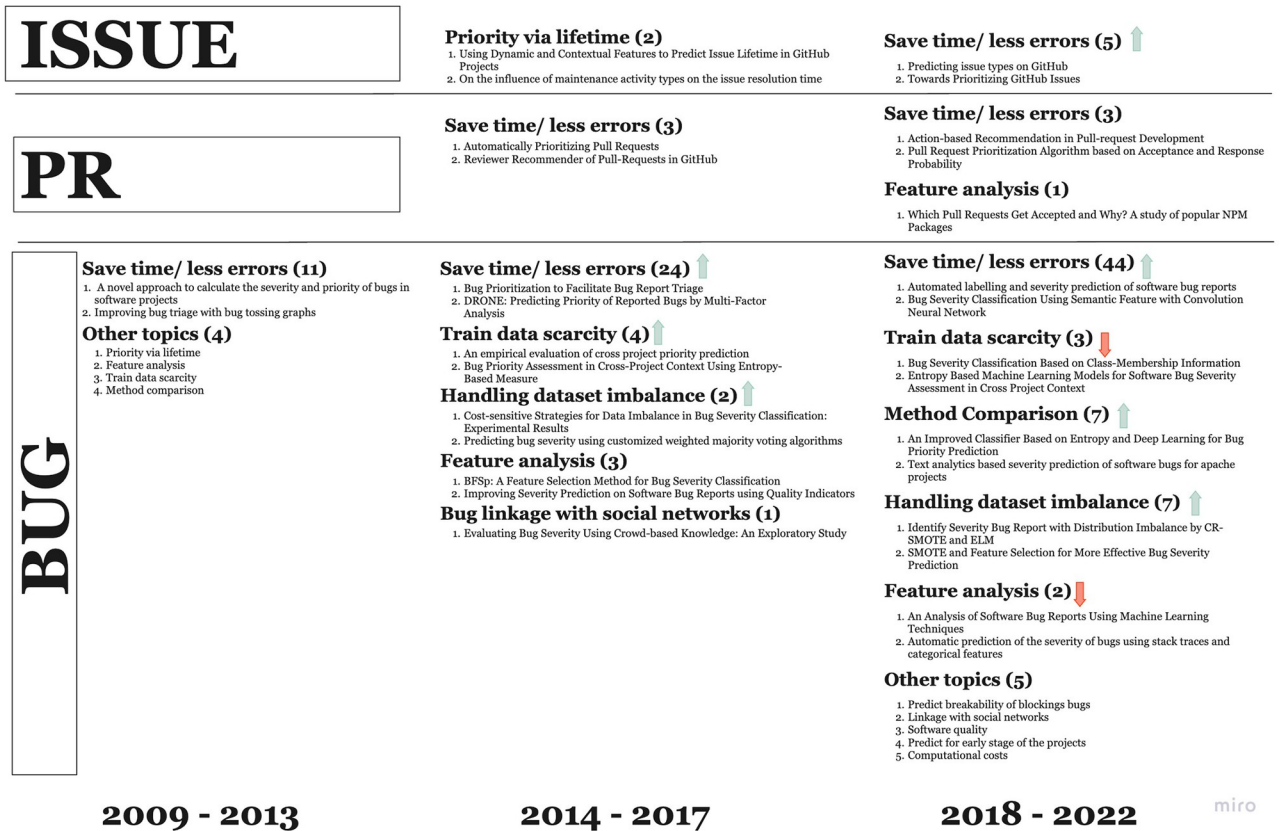 ISSUE
Priority via lifetime (2)
1. Using Dynamic and Contextual Features to Predict Issue Lifetime in GitHub
Projects
2. On the influence of maintenance activity types on the issue resolution time
Save time/ less errors (5)
1. Predicting issue types on GitHub
2. Towards Prioritizing GitHub Issues
PR
Save time/ less errors (3)
1. Automatically Prioritizing Pull Requests
2. Reviewer Recommender of Pull-Requests in GitHub
Save time/ less errors (3)
1. Action-based Recommendation in Pull-request Development
2. Pull Request Prioritization Algorithm based on Acceptance and Response
Probability
Feature analysis (1)
1. Which Pull Requests Get Accepted and Why? A study of popular NPM
Packages
BUG
Save time/ less errors (11)
1. A novel approach to calculate the severity and priority of bugs in
software projects
2. Improving bug triage with bug tossing graphs
Other topics (4)
1. Priority via lifetime
2. Feature analysis
3. Train data scarcity
4. Method comparison
Save time/ less errors (24)
1. Bug Prioritization to Facilitate Bug Report Triage
2. DRONE: Predicting Priority of Reported Bugs by Multi-Factor
Analysis
Train data scarcity (4)
1. An empirical evaluation of cross project priority prediction
2. Bug Priority Assessment in Cross-Project Context Using Entropy-
Based Measure
Handling dataset imbalance (2)
1. Cost-sensitive Strategies for Data Imbalance in Bug Severity Classification:
Experimental Results
2. Predicting bug severity using customized weighted majority voting algorithms
Feature analysis (3)
1. BFSp: A Feature Selection Method for Bug Severity Classification
2. Improving Severity Prediction on Software Bug Reports using Quality Indicators
Bug linkage with social networks (1)
1. Evaluating Bug Severity Using Crowd-based Knowledge: An Exploratory Study
Save time/ less errors (44)
1. Automated labelling and severity prediction of software bug reports
2. Bug Severity Classification Using Semantic Feature with Convolution
Neural Network
Train data scarcity (3)
1. Bug Severity Classification Based on Class-Membership Information
2. Entropy Based Machine Learning Models for Software Bug Severity
Assessment in Cross Project Context
Method Comparison (7)
1. An Improved Classifier Based on Entropy and Deep Learning for Bug
Priority Prediction
2. Text analytics based severity prediction of software bugs for apache
projects
Handling dataset imbalance (7)
1. Identify Severity Bug Report with Distribution Imbalance by CR-
SMOTE and ELM
2. SMOTE and Feature Selection for More Effective Bug Severity
Prediction
Feature analysis (2)
1. An Analysis of Software Bug Reports Using Machine Learning
Techniques
2. Automatic prediction of the severity of bugs using stack traces and
categorical features
Other topics (5)
1. Predict breakability of blockings bugs
2. Linkage with social networks
3. Software quality
4. Predict for early stage of the projects
5. Computational costs
2009 - 2013
2014 - 2017
2018 - 2022
miro